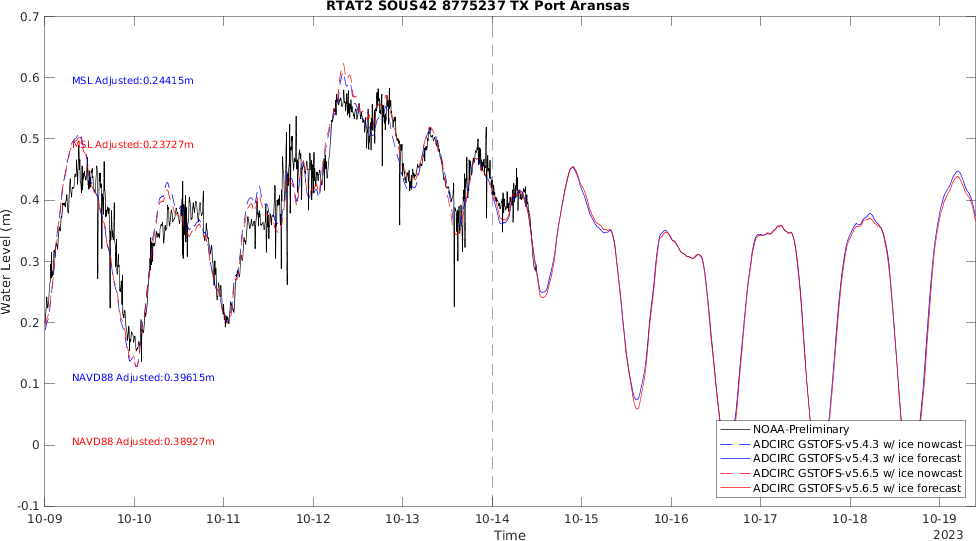 RTAT2 SOUS42 8775237 TX Port Aransas
0.7
0.6
0.5
0.4
0.3
0.2
0.1
0
-0.1
Water Level (m)
MSL Adjusted:0.24415m
MSL Adjusted:0.23727m
NAVD88 Adjusted:0.39615m
NAVD88 Adjusted:0.38927m
NOAA-Preliminary
ADCIRC GSTOFS-v5.4.3 w/ ice nowcast
ADCIRC GSTOFS-v5.4.3 w/ ice forecast
ADCIRC GSTOFS-v5.6.5 w/ ice nowcast
ADCIRC GSTOFS-v5.6.5 w/ ice forecast
10-09 10-10 10-11 10-12 10-13 10-14 10-15 10-16 10-17 10-18 10-19
Time
2023